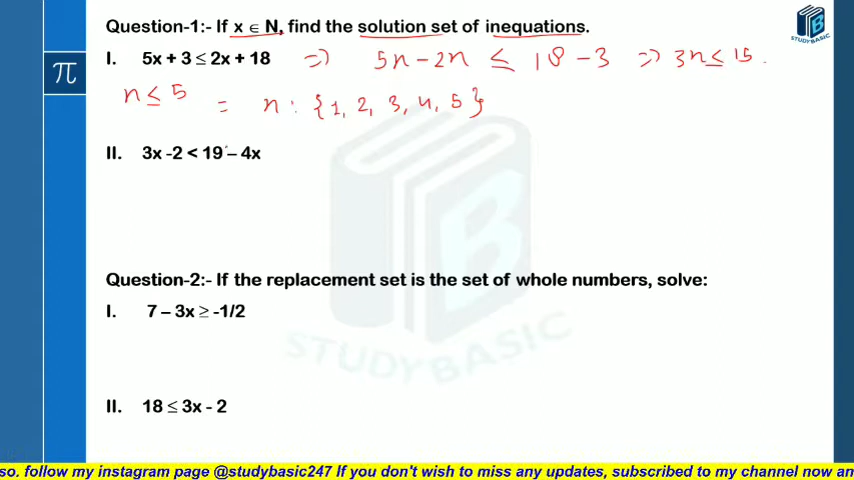 Question-1:- If x ∈ N, find the solution set of inequations.
STUDYBASIC
I. 5x + 3 ≤ 2x + 18 => 5x - 2x ≤ 18 - 3 => 3x ≤ 15.
π
x ≤ 5 = x : {1, 2, 3, 4, 5}
II. 3x -2 < 19 – 4x
Question-2:- If the replacement set is the set of whole numbers, solve:
I. 7 – 3x ≥ -1/2
STUDYBASIC
II. 18 ≤ 3x - 2
so. follow my instagram page @studybasic247 If you don't wish to miss any updates, subscribed to my channel now an